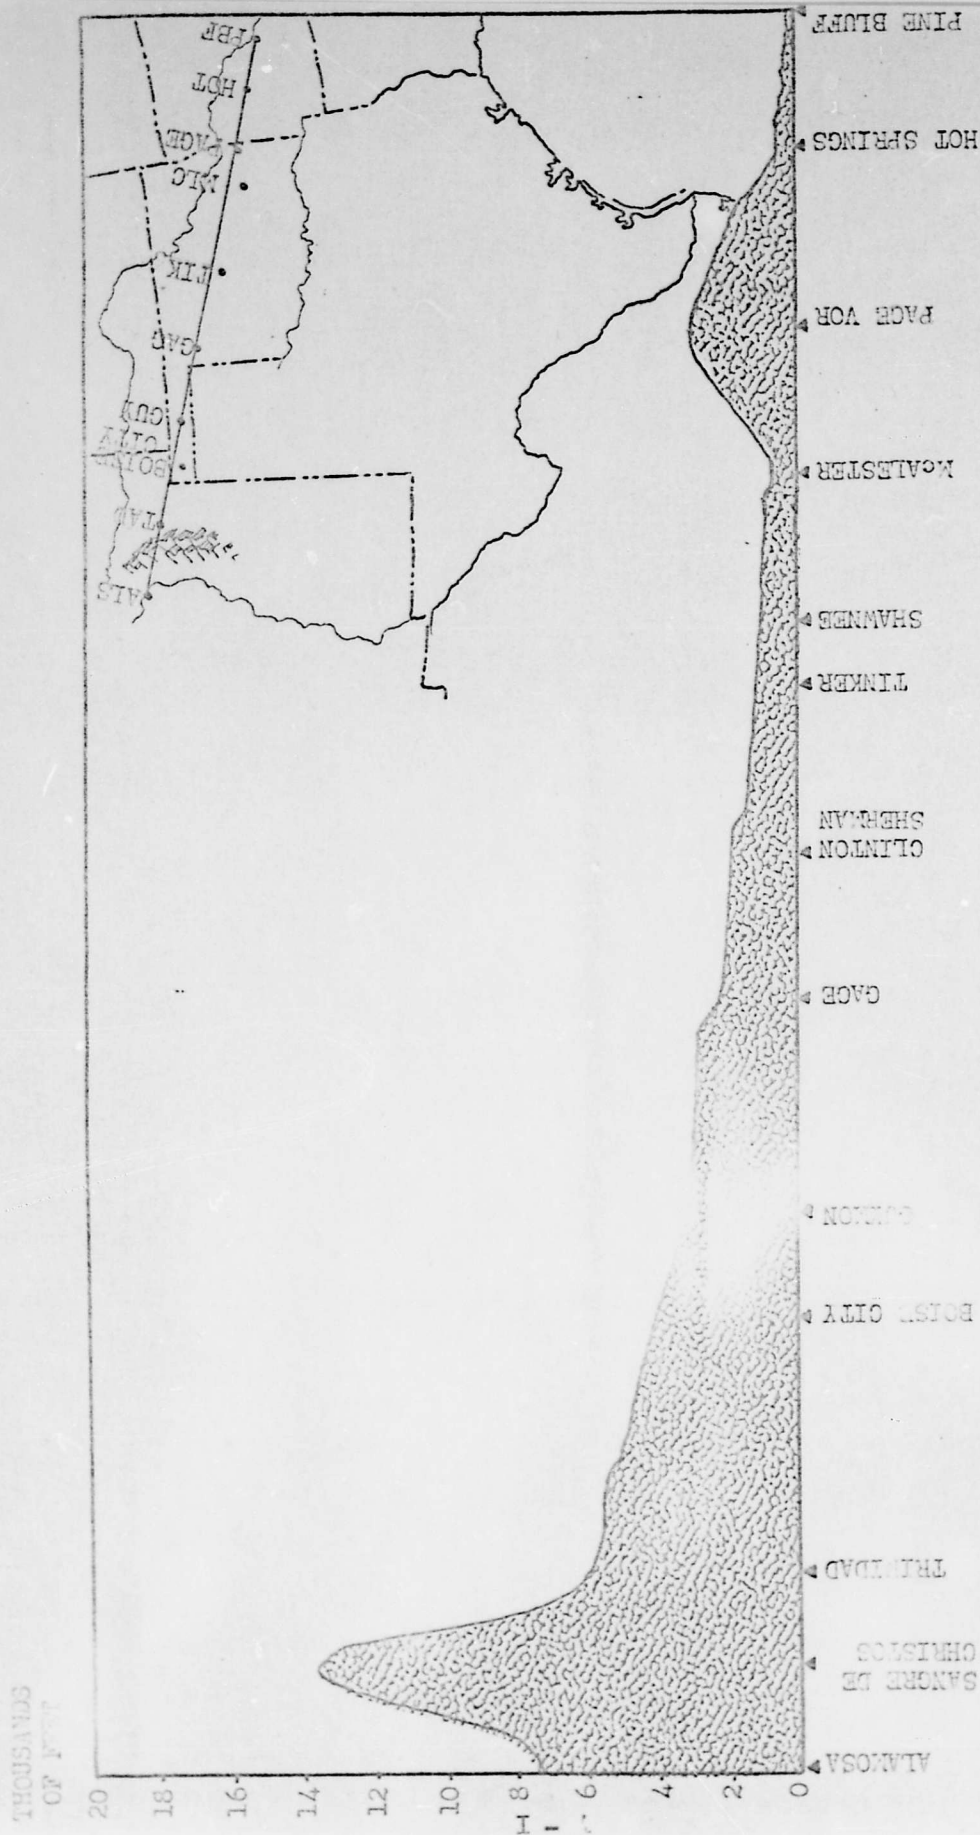 THOUSANDS
OF
20
18
16
14
12
10
8
6
4
2
0
ALAMOSA
SANGRE DE
CHRISTOS
TRINIDAD
BOISE CITY
GUYMON
GAGE
CLINTON
SHERMAN
TINKER
SHAWNEE
McALESTER
PAGE VOR
HOT SPRINGS
PINE BLUFF
ALS
TAD
BOISE
CITY
GUY
GAG
TIK
MLC
PAGE
HOT
PBF
- I